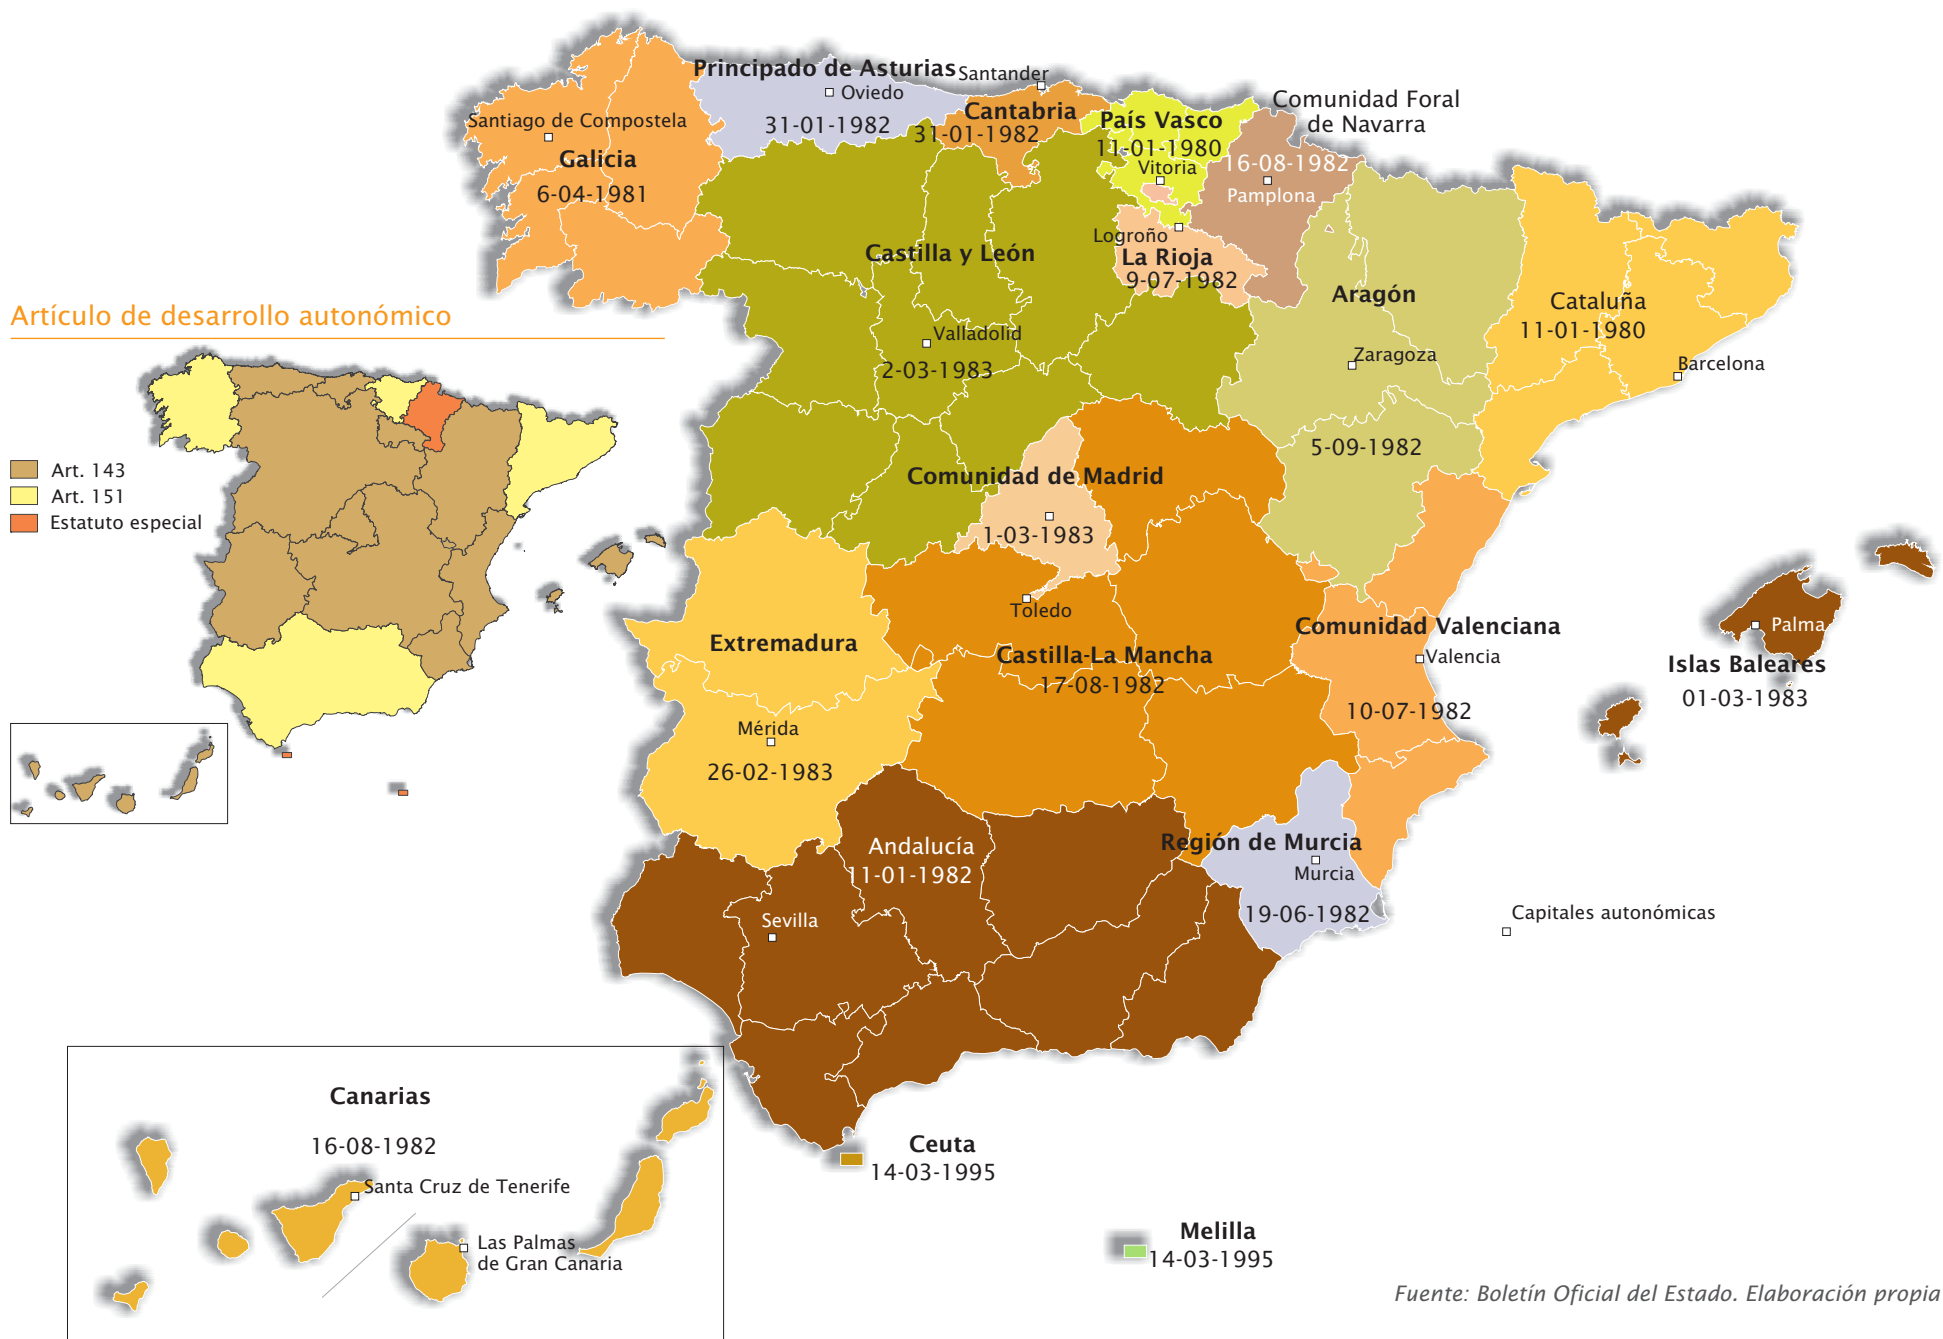 Principado de Asturias
Oviedo
31-01-1982
Santander
Cantabria
31-01-1982
País Vasco
11-01-1980
Vitoria
Comunidad Foral
de Navarra
16-08-1982
Pamplona
Santiago de Compostela
Galicia
6-04-1981
Logroño
La Rioja
9-07-1982
Castilla y León
Valladolid
2-03-1983
Aragón
Zaragoza
5-09-1982
Cataluña
11-01-1980
Barcelona
Artículo de desarrollo autonómico
Art. 143
Art. 151
Estatuto especial
Comunidad de Madrid
1-03-1983
Toledo
Castilla-La Mancha
17-08-1982
Extremadura
Mérida
26-02-1983
Comunidad Valenciana
Valencia
10-07-1982
Palma
Islas Baleares
01-03-1983
Andalucía
11-01-1982
Sevilla
Región de Murcia
Murcia
19-06-1982
Capitales autonómicas
Canarias
16-08-1982
Santa Cruz de Tenerife
Las Palmas
de Gran Canaria
Ceuta
14-03-1995
Melilla
14-03-1995
Fuente: Boletín Oficial del Estado. Elaboración propia